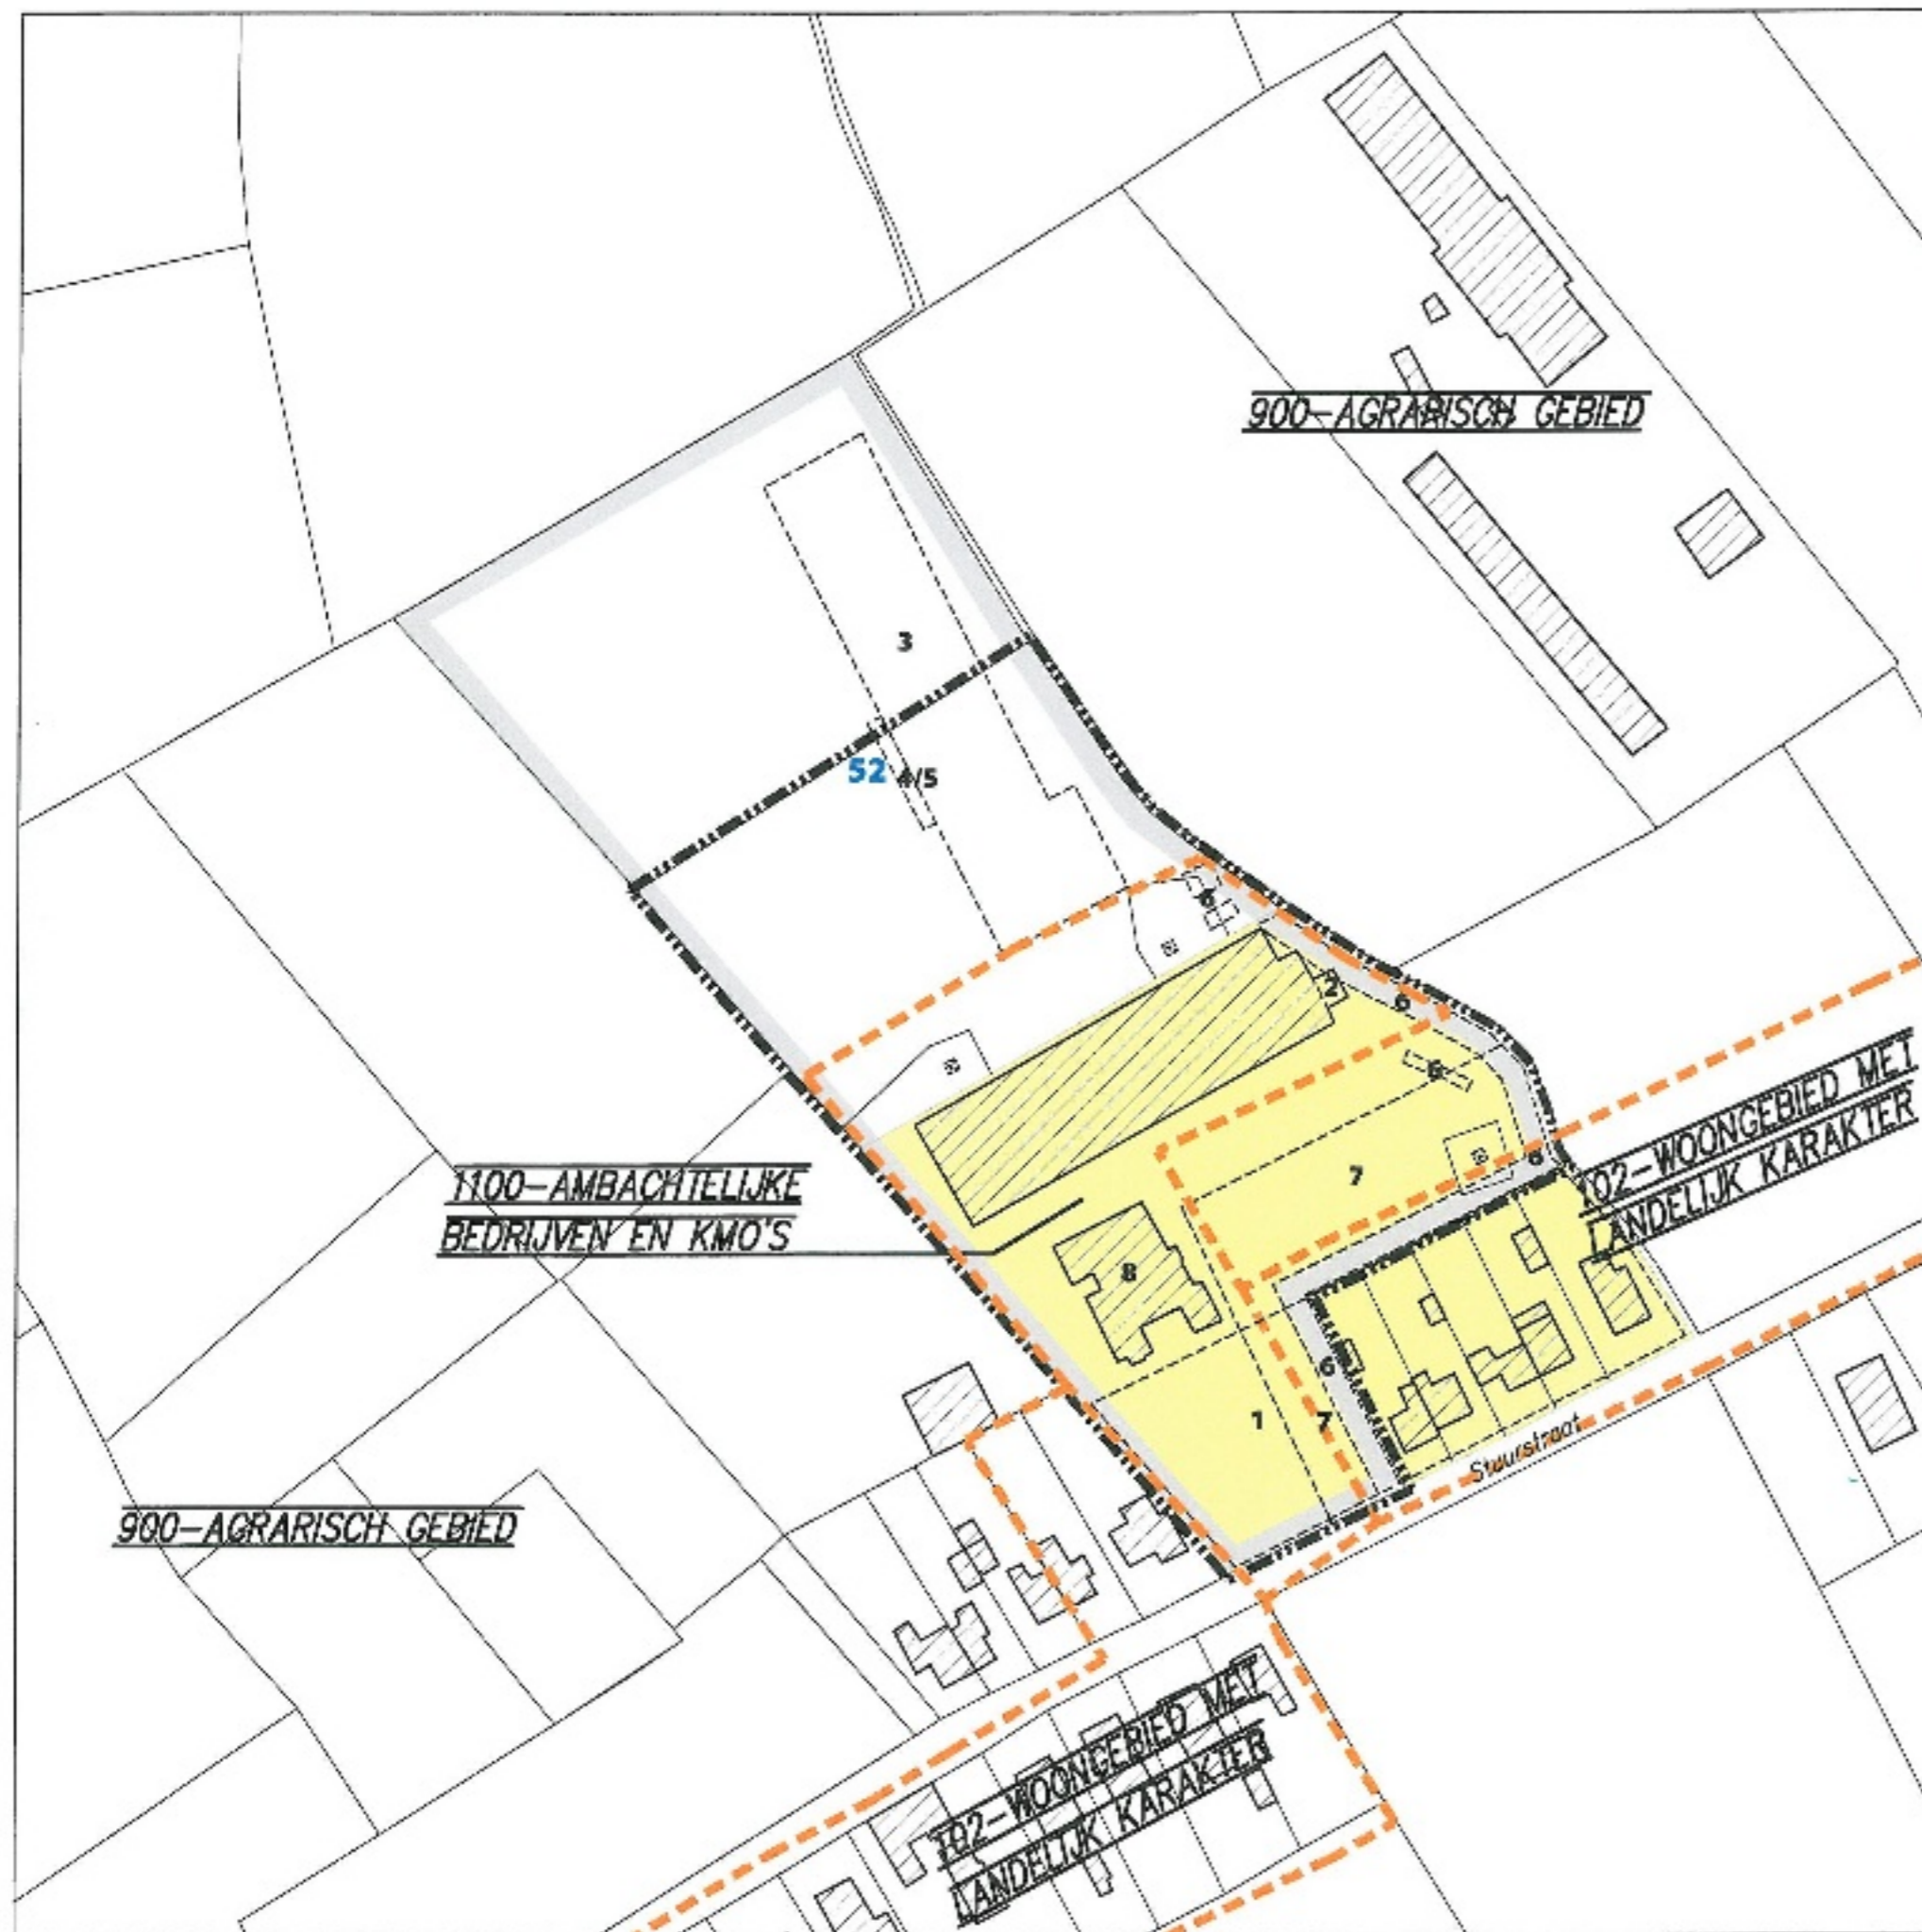 900-AGRARISCH GEBIED
3
52 4/5
6
2
6
6
102-WOONGEBIED MET
LANDELIJK KARAKTER
7
6
1100-AMBACHTELIJKE
BEDRIJVEN EN KMO'S
8
6
1
7
Stuurstraat
900-AGRARISCH GEBIED
102-WOONGEBIED MET
LANDELIJK KARAKTER